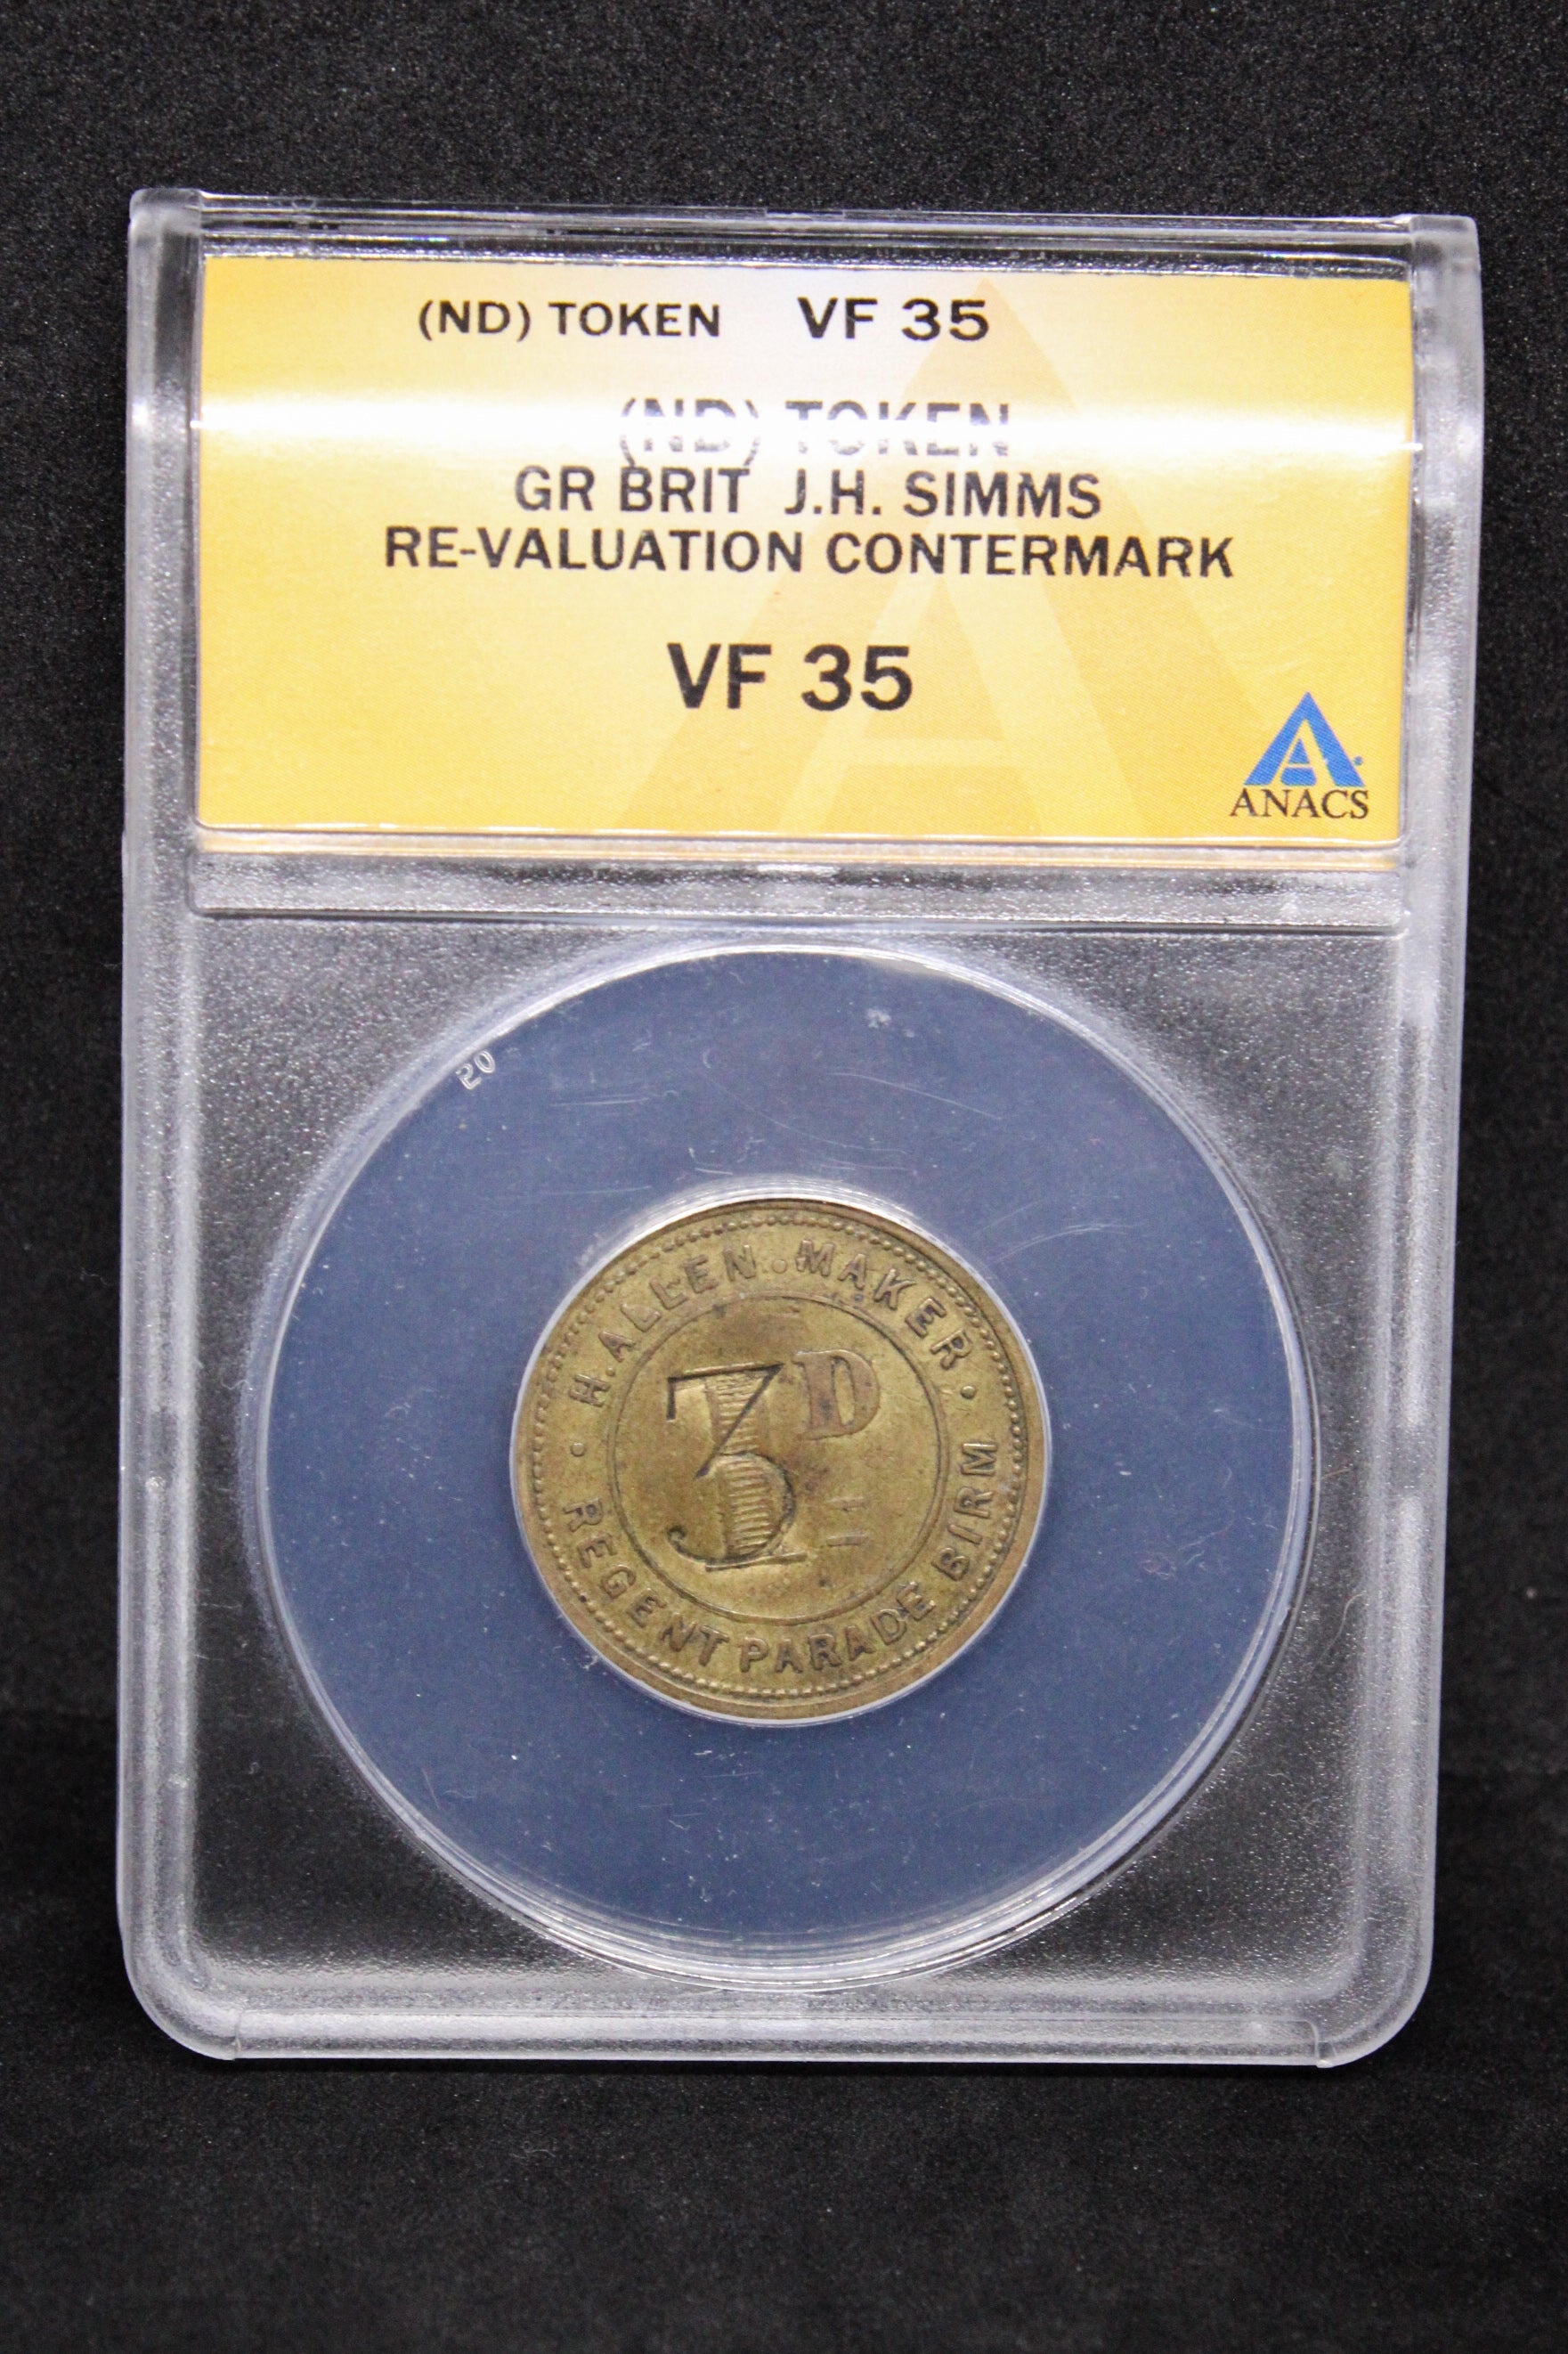 (ND) TOKEN VF 35
(ND) TOKEN
GR BRIT J.H. SIMMS
RE-VALUATION CONTERMARK
VF 35
A
ANACS
20
H. ALLEN · MAKER ·
3D
· REGENT PARADE BIRM